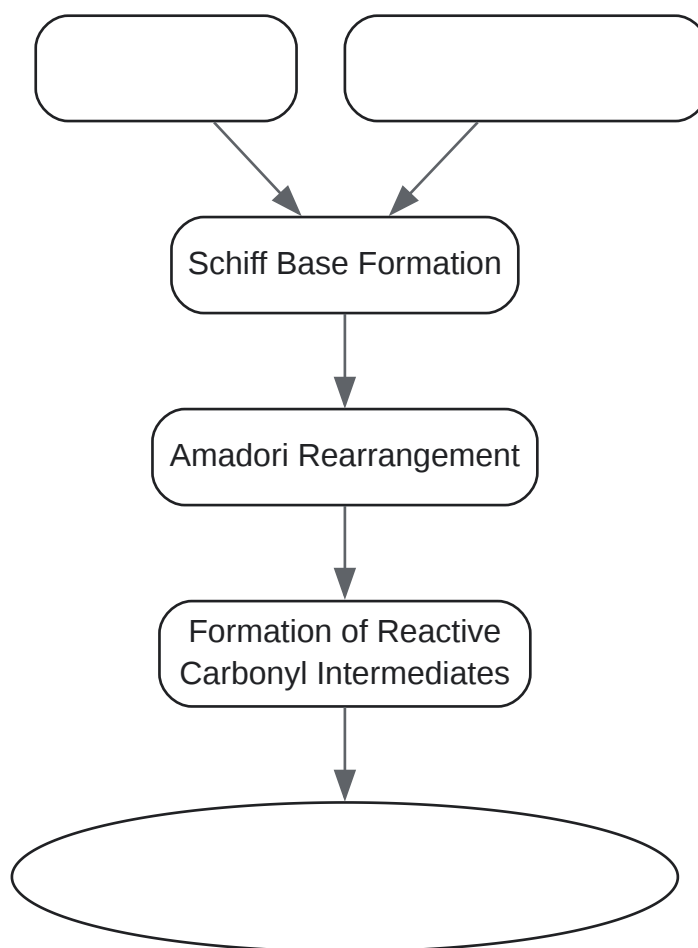 Schiff Base Formation
Amadori Rearrangement
Formation of Reactive
Carbonyl Intermediates